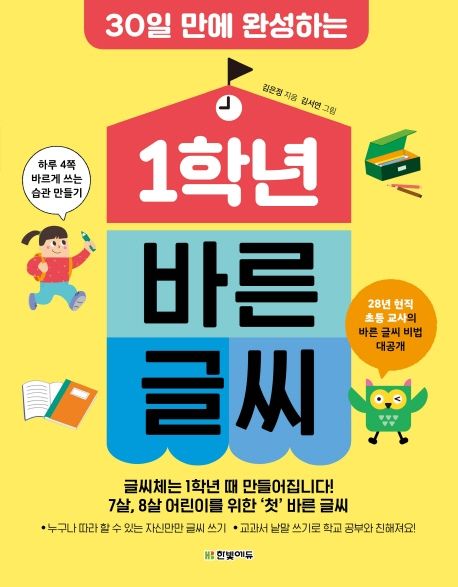 30일 만에 완성하는
김은정 지음 김서연 그림
1학년
하루 4쪽
바르게 쓰는
습관 만들기
바른
글씨
28년 현직
초등 교사의
바른 글씨 비법
대공개
글씨체는 1학년 때 만들어집니다!
7살, 8살 어린이를 위한 ‘첫’ 바른 글씨
• 누구나 따라 할 수 있는 자신만만 글씨 쓰기 • 교과서 낱말 쓰기로 학교 공부와 친해져요!
HB 한빛에듀